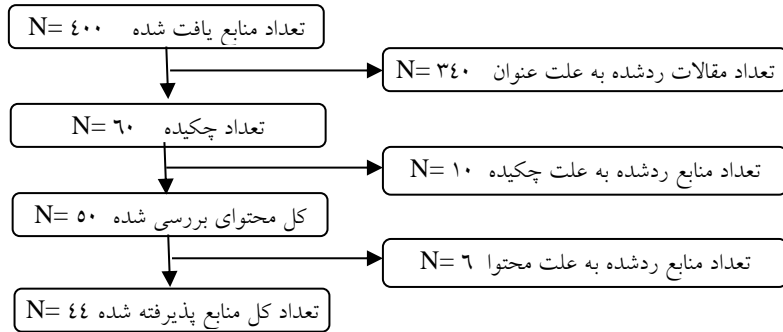 تعداد منابع یافت شده N= ٤٠٠
تعداد مقالات ردشده به علت عنوان N= ٣٤٠
تعداد چکیده N= ٦٠
تعداد منابع ردشده به علت چکیده N= ١٠
کل محتوای بررسی شده N= ٥٠
تعداد منابع ردشده به علت محتوا N= ٦
تعداد کل منابع پذیرفته شده N= ٤٤